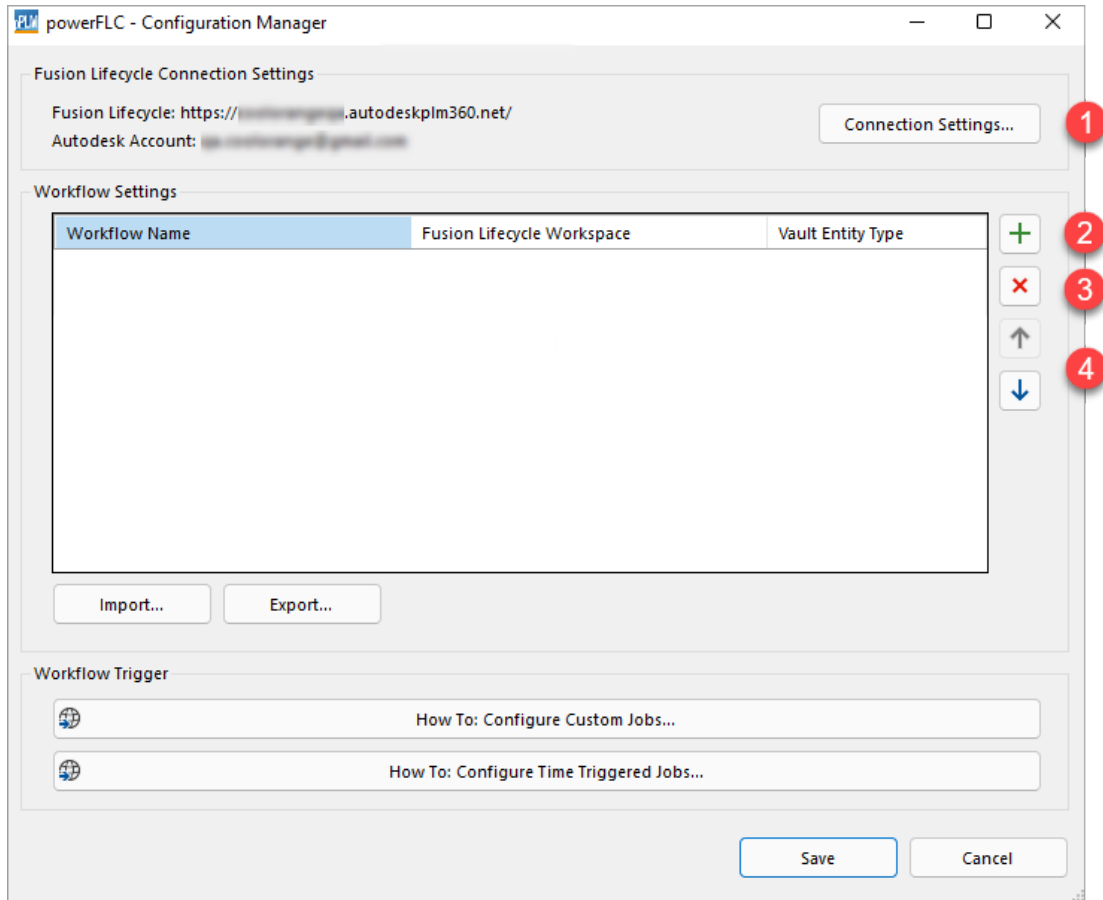 powerFLC - Configuration Manager
Fusion Lifecycle Connection Settings
Fusion Lifecycle: https:// .autodeskplm360.net/
Autodesk Account:
Connection Settings...
1
Workflow Settings
Workflow Name Fusion Lifecycle Workspace Vault Entity Type
2
3
4
Import... Export...
Workflow Trigger
How To: Configure Custom Jobs...
How To: Configure Time Triggered Jobs...
Save Cancel